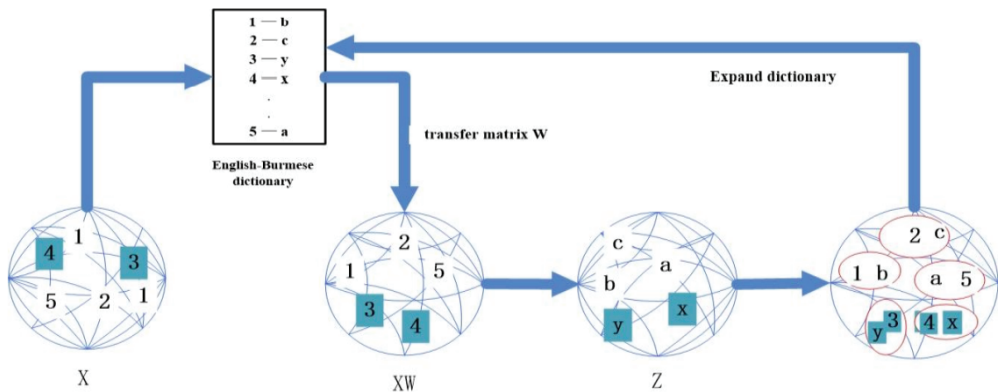 1 — b
2 — c
3 — y
4 — x
.
.
5 — a
English-Burmese
dictionary
Expand dictionary
transfer matrix W
1
4
3
5 2 1
X
2
1 5
3
4
XW
c
a
b
x
y
Z
2 c
1 b
a 5
y 3
4 x